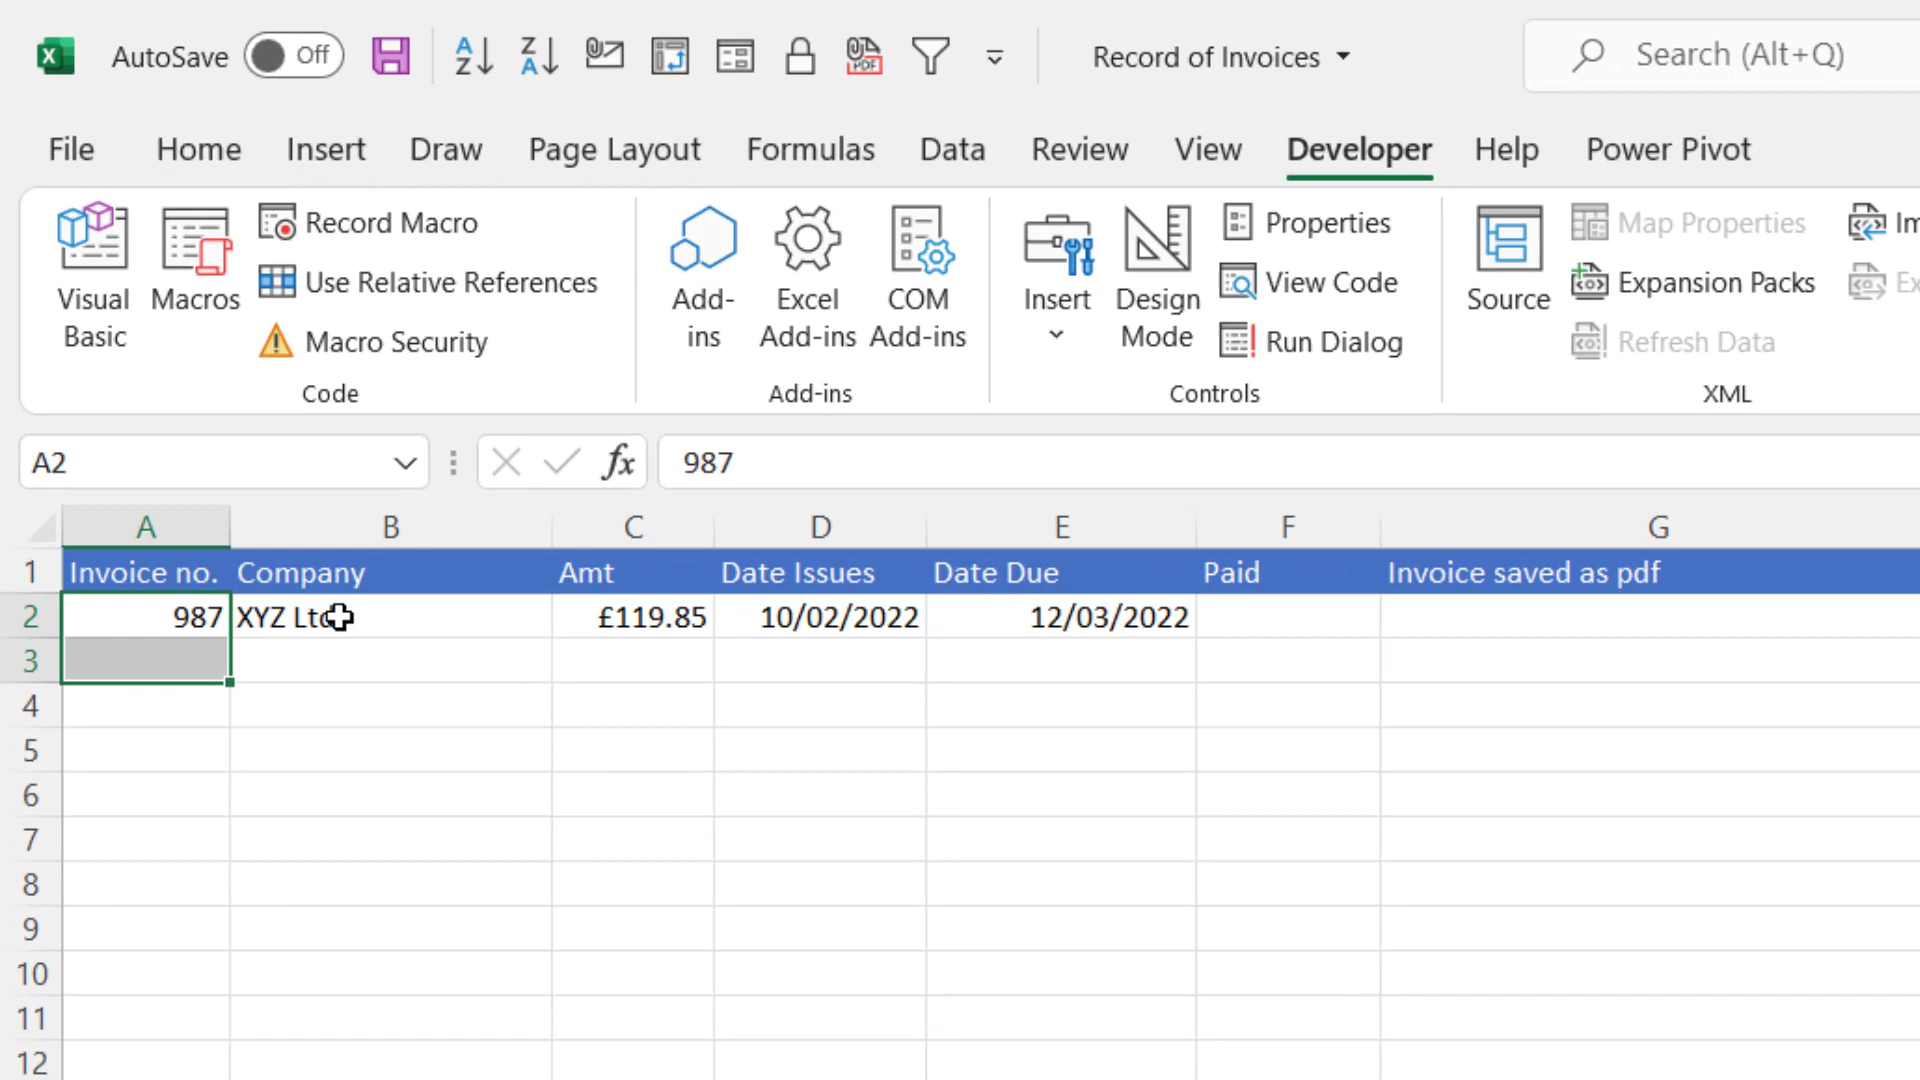 AutoSave Off Record of Invoices Search (Alt+Q)
File Home Insert Draw Page Layout Formulas Data Review View Developer Help Power Pivot
Visual Basic
Macros
Record Macro
Use Relative References
Macro Security
Code
Add-ins
Excel Add-ins
COM Add-ins
Add-ins
Insert
Design Mode
Properties
View Code
Run Dialog
Controls
Source
Map Properties
Expansion Packs
Refresh Data
XML
A2 fx 987
A B C D E F G
1 Invoice no. Company Amt Date Issues Date Due Paid Invoice saved as pdf
2 987 XYZ Ltd £119.85 10/02/2022 12/03/2022
3
4
5
6
7
8
9
10
11
12